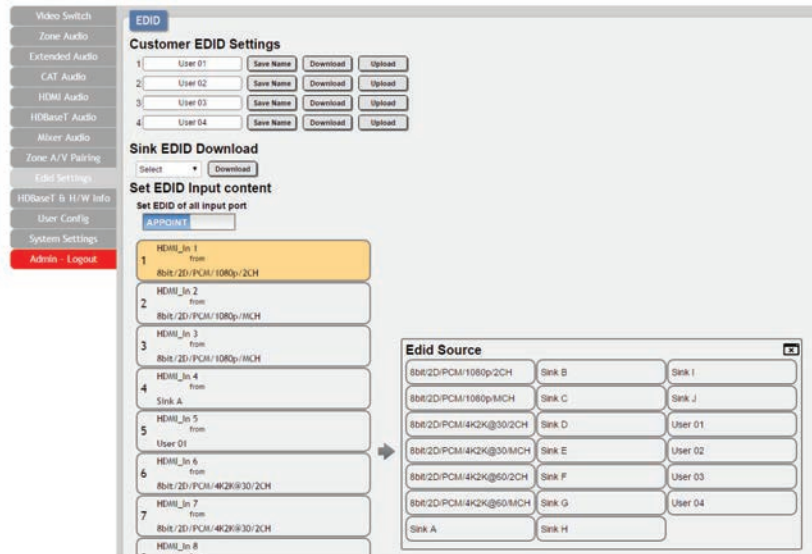 Video Switch
Zone Audio
Extended Audio
CAT Audio
HDMI Audio
HDBaseT Audio
Mixer Audio
Zone A/V Pairing
Edid Settings
HDBaseT & H/W Info
User Config
System Settings
Admin - Logout
EDID
Customer EDID Settings
1 User 01 Save Name Download Upload
2 User 02 Save Name Download Upload
3 User 03 Save Name Download Upload
4 User 04 Save Name Download Upload
Sink EDID Download
Select Download
Set EDID Input content
Set EDID of all input port
APPOINT
HDMI_In 1
1 from
8bit/2D/PCM/1080p/2CH
HDMI_In 2
2 from
8bit/2D/PCM/1080p/MCH
HDMI_In 3
3 from
8bit/2D/PCM/1080p/MCH
HDMI_In 4
4 from
Sink A
HDMI_In 5
5 from
User 01
HDMI_In 6
6 from
8bit/2D/PCM/4K2K@30/2CH
HDMI_In 7
7 from
8bit/2D/PCM/4K2K@30/2CH
HDMI_In 8
Edid Source
8bit/2D/PCM/1080p/2CH Sink B Sink I
8bit/2D/PCM/1080p/MCH Sink C Sink J
8bit/2D/PCM/4K2K@30/2CH Sink D User 01
8bit/2D/PCM/4K2K@30/MCH Sink E User 02
8bit/2D/PCM/4K2K@60/2CH Sink F User 03
8bit/2D/PCM/4K2K@60/MCH Sink G User 04
Sink A Sink H